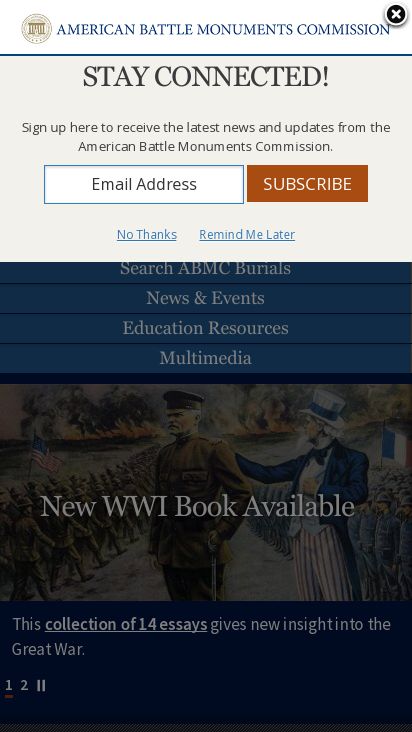 AMERICAN BATTLE MONUMENTS COMMISSION
STAY CONNECTED!
Sign up here to receive the latest news and updates from the
American Battle Monuments Commission.
Email Address
SUBSCRIBE
No Thanks
Remind Me Later
Search ABMC Burials
News & Events
Education Resources
Multimedia
New WWI Book Available
This collection of 14 essays gives new insight into the
Great War.
1 2